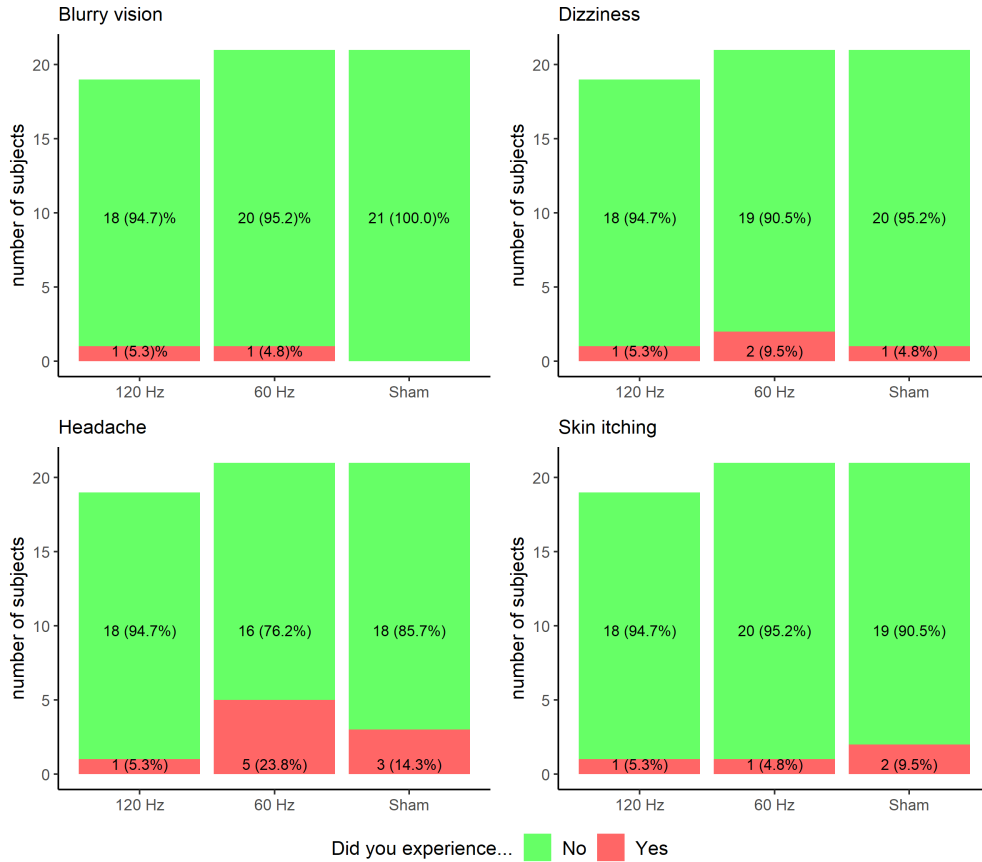 Blurry vision
number of subjects
20
15
10
5
0
18 (94.7)%
20 (95.2)%
21 (100.0)%
1 (5.3)%
1 (4.8)%
120 Hz
60 Hz
Sham
Dizziness
number of subjects
20
15
10
5
0
18 (94.7%)
19 (90.5%)
20 (95.2%)
1 (5.3%)
2 (9.5%)
1 (4.8%)
120 Hz
60 Hz
Sham
Headache
number of subjects
20
15
10
5
0
18 (94.7%)
16 (76.2%)
18 (85.7%)
1 (5.3%)
5 (23.8%)
3 (14.3%)
120 Hz
60 Hz
Sham
Skin itching
number of subjects
20
15
10
5
0
18 (94.7%)
20 (95.2%)
19 (90.5%)
1 (5.3%)
1 (4.8%)
2 (9.5%)
120 Hz
60 Hz
Sham
Did you experience... No Yes